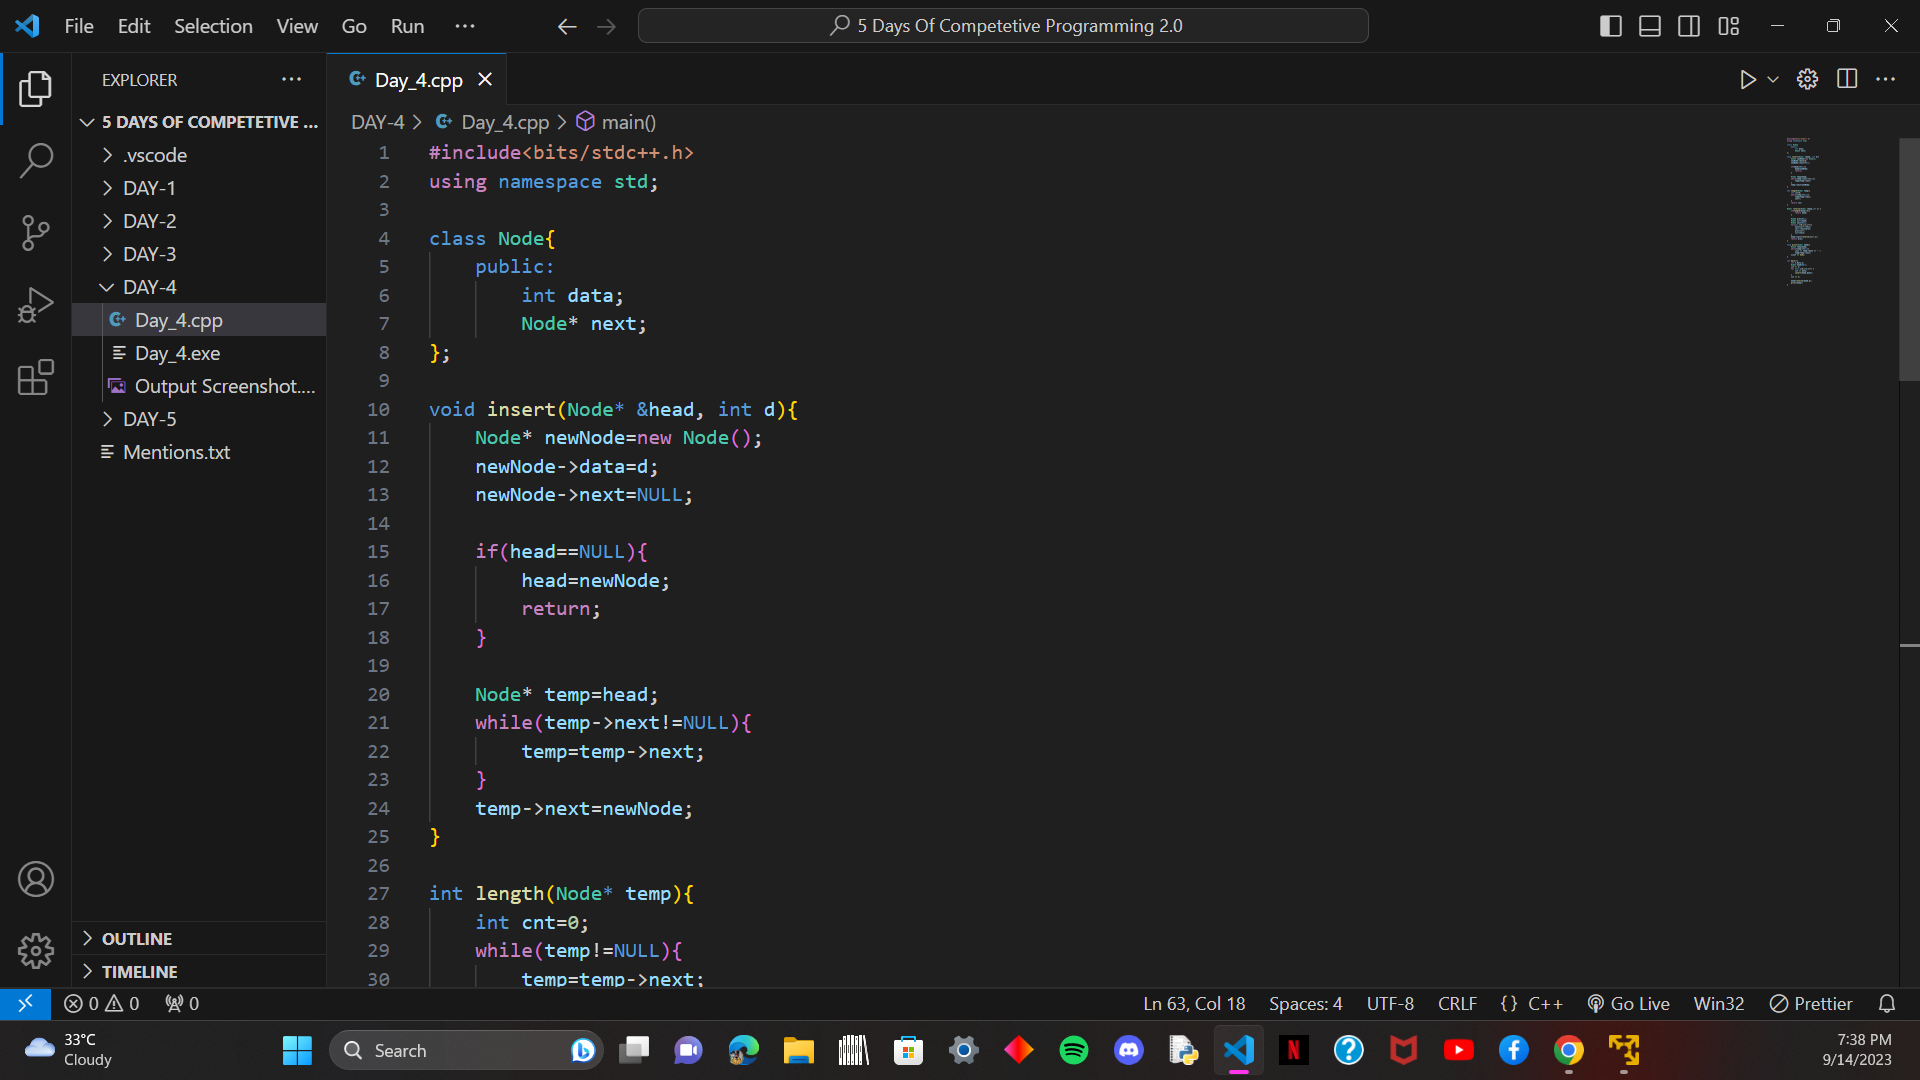 File Edit Selection View Go Run
5 Days Of Competetive Programming 2.0
EXPLORER
5 DAYS OF COMPETETIVE ...
.vscode
DAY-1
DAY-2
DAY-3
DAY-4
Day_4.cpp
Day_4.exe
Output Screenshot....
DAY-5
Mentions.txt
OUTLINE
TIMELINE
Day_4.cpp
DAY-4 > Day_4.cpp > main()
1 #include<bits/stdc++.h>
2 using namespace std;
3
4 class Node{
5 public:
6 int data;
7 Node* next;
8 };
9
10 void insert(Node* &head, int d){
11 Node* newNode=new Node();
12 newNode->data=d;
13 newNode->next=NULL;
14
15 if(head==NULL){
16 head=newNode;
17 return;
18 }
19
20 Node* temp=head;
21 while(temp->next!=NULL){
22 temp=temp->next;
23 }
24 temp->next=newNode;
25 }
26
27 int length(Node* temp){
28 int cnt=0;
29 while(temp!=NULL){
30 temp=temp->next;
0 0 0 Ln 63, Col 18 Spaces: 4 UTF-8 CRLF {} C++ Go Live Win32 Prettier
33°C
Cloudy
Search
7:38 PM
9/14/2023